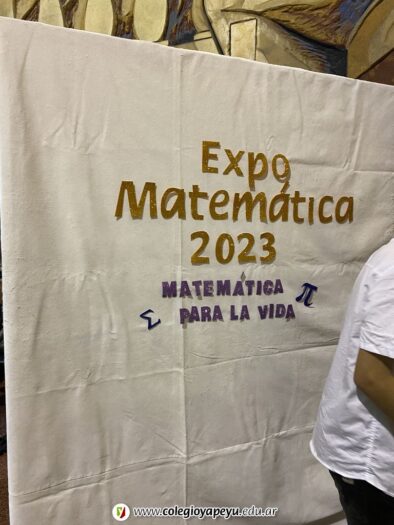 Expo
Matemática
2023
MATEMÁTICA π
Σ PARA LA VIDA
www.colegioyapeyu.edu.ar